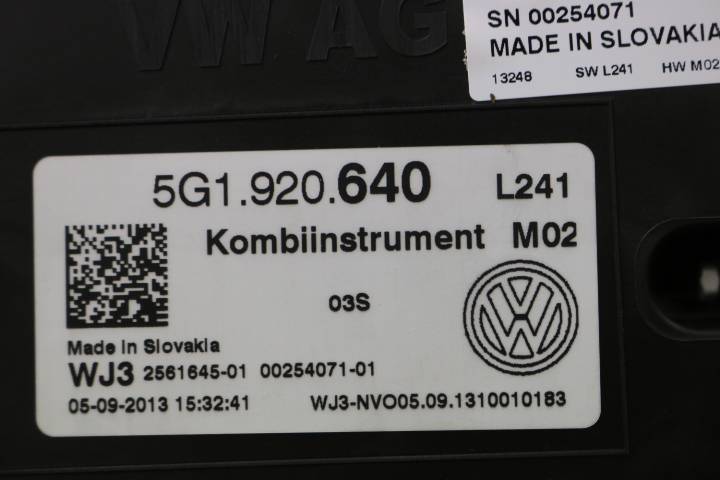 VW AG
SN 00254071
MADE IN SLOVAKIA
13248 SW L241 HW M02
5G1.920.640 L241
Kombiinstrument M02
03S
Made in Slovakia
WJ3 2561645-01 00254071-01
05-09-2013 15:32:41 WJ3-NVO05.09.1310010183